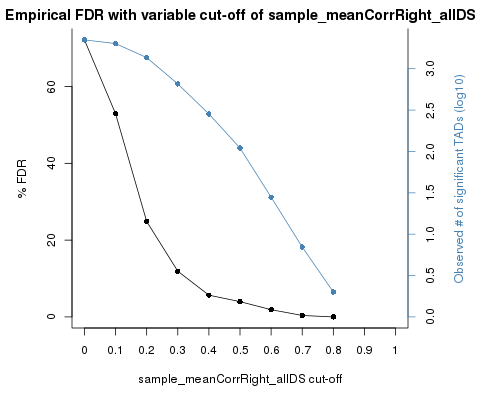 Empirical FDR with variable cut-off of sample_meanCorrRight_allDS
% FDR
0
20
40
60
Observed # of significant TADs (log10)
0.0
0.5
1.0
1.5
2.0
2.5
3.0
0 0.1 0.2 0.3 0.4 0.5 0.6 0.7 0.8 0.9 1
sample_meanCorrRight_allDS cut-off